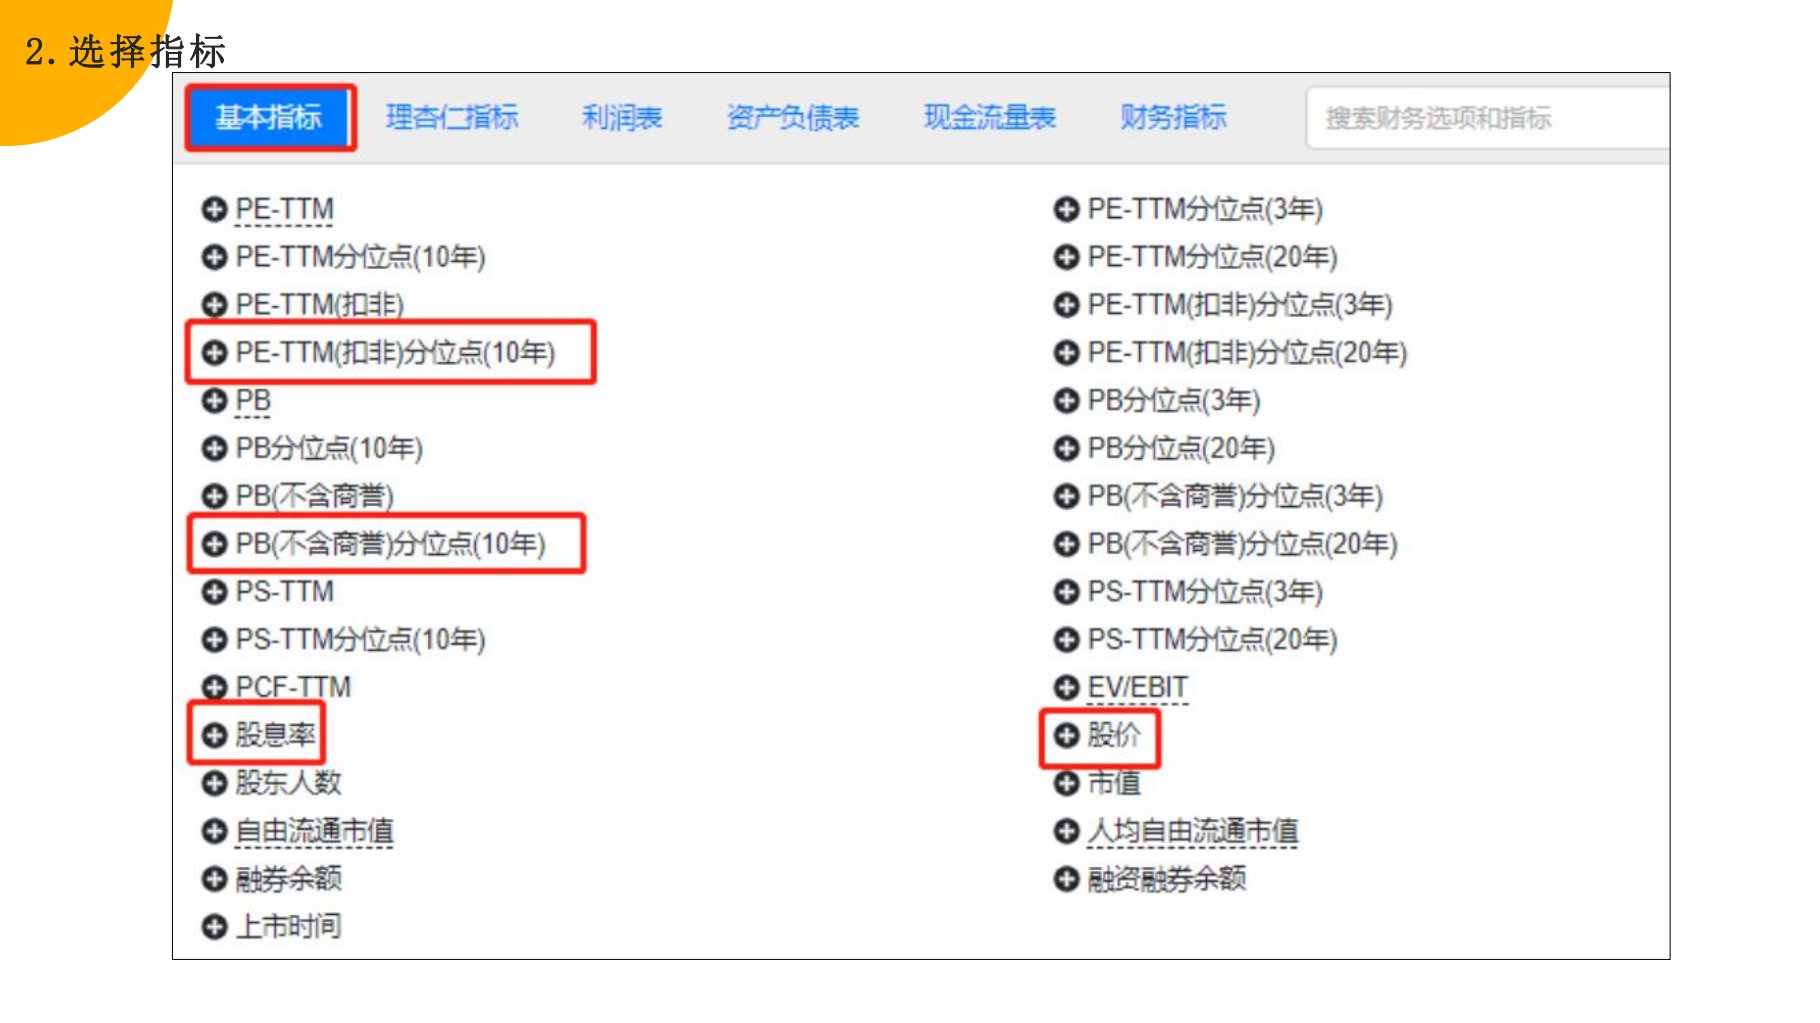 2.选择指标
基本指标 理杏仁指标 利润表 资产负债表 现金流量表 财务指标 搜索财务选项和指标
PE-TTM PE-TTM分位点(3年)
PE-TTM分位点(10年) PE-TTM分位点(20年)
PE-TTM(扣非) PE-TTM(扣非)分位点(3年)
PE-TTM(扣非)分位点(10年) PE-TTM(扣非)分位点(20年)
PB PB分位点(3年)
PB分位点(10年) PB分位点(20年)
PB(不含商誉) PB(不含商誉)分位点(3年)
PB(不含商誉)分位点(10年) PB(不含商誉)分位点(20年)
PS-TTM PS-TTM分位点(3年)
PS-TTM分位点(10年) PS-TTM分位点(20年)
PCF-TTM EV/EBIT
股息率 股价
股东人数 市值
自由流通市值 人均自由流通市值
融券余额 融资融券余额
上市时间